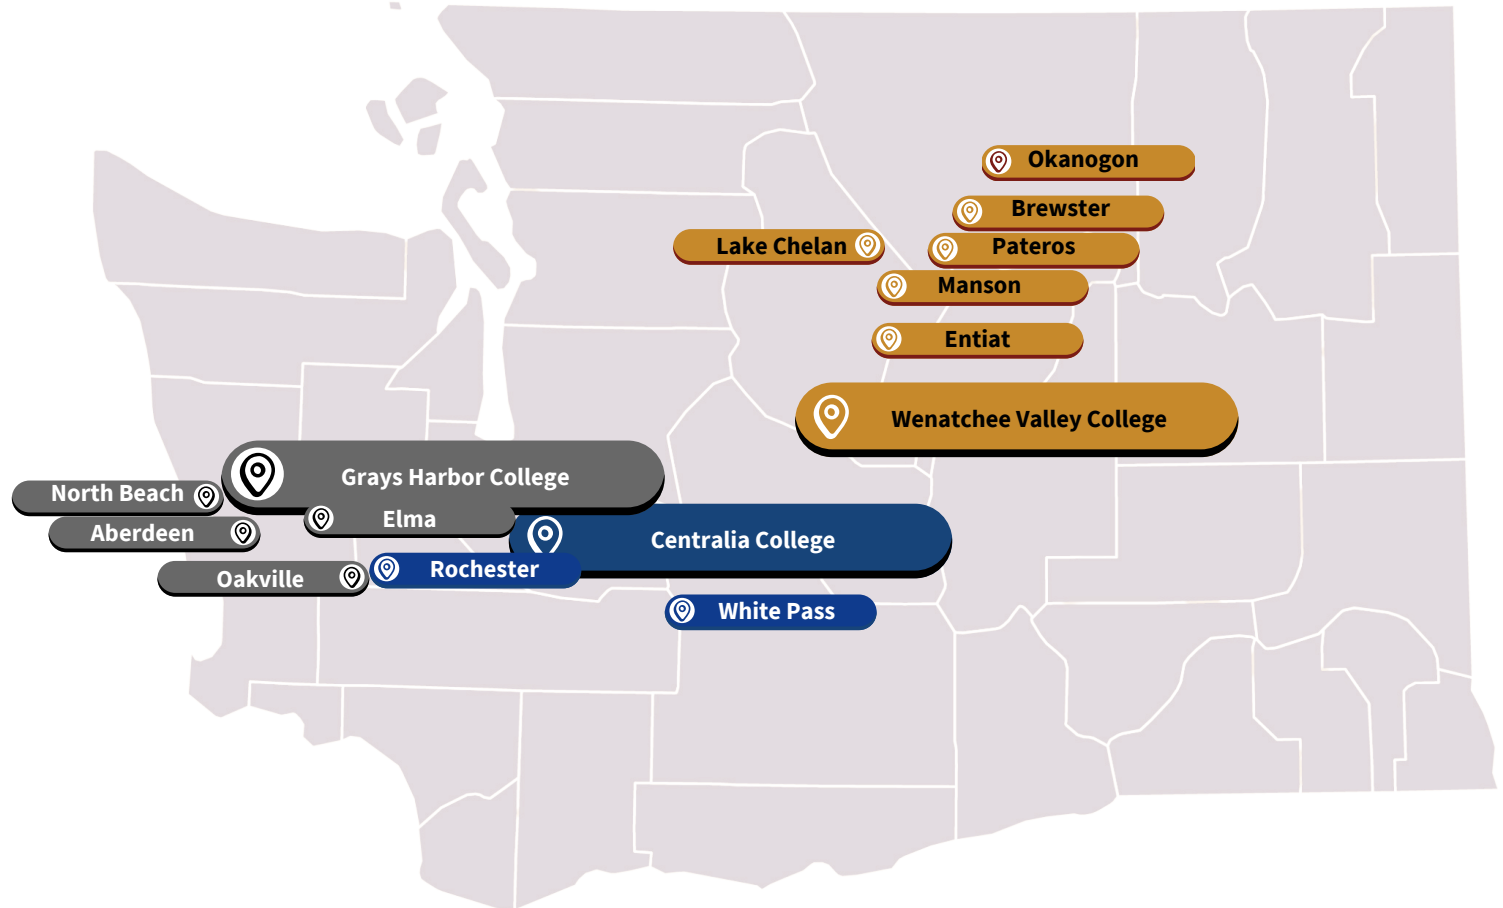 Okanogon
Brewster
Lake Chelan
Pateros
Manson
Entiat
Wenatchee Valley College
Grays Harbor College
North Beach
Elma
Aberdeen
Centralia College
Rochester
Oakville
White Pass